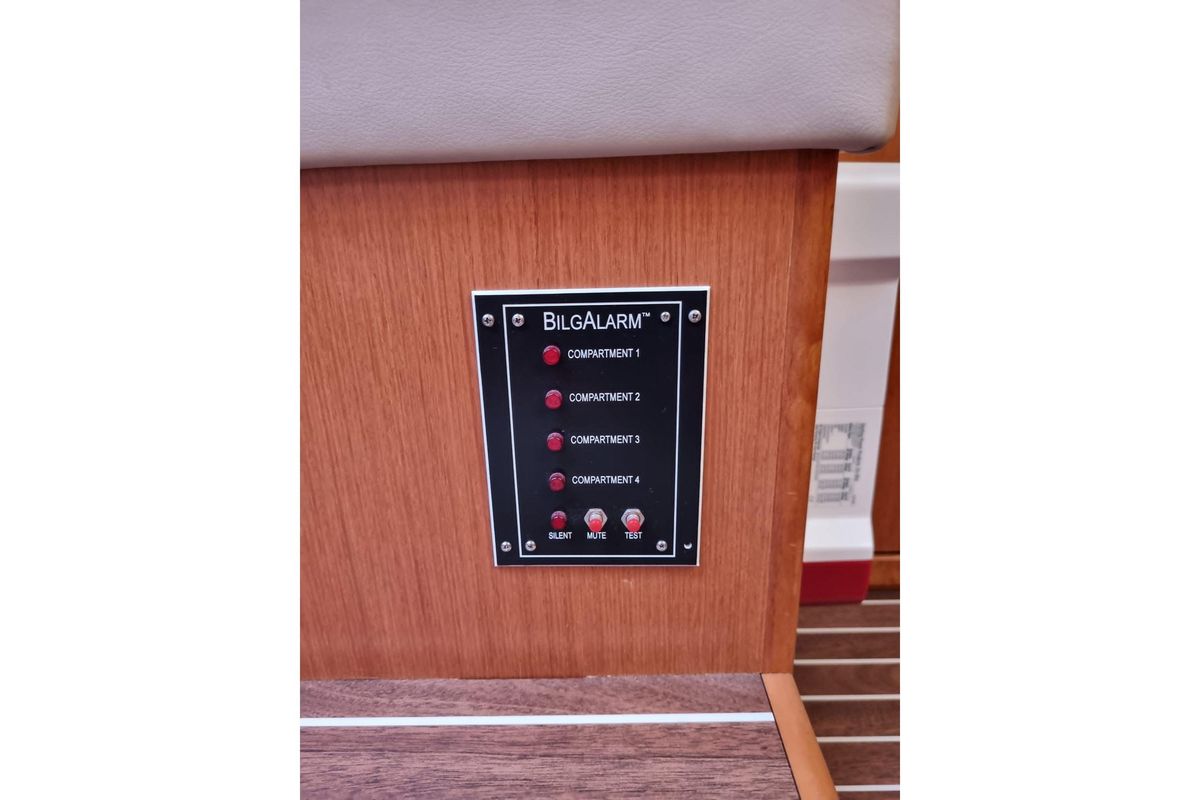 BILGALARM™
COMPARTMENT 1
COMPARTMENT 2
COMPARTMENT 3
COMPARTMENT 4
SILENT MUTE TEST